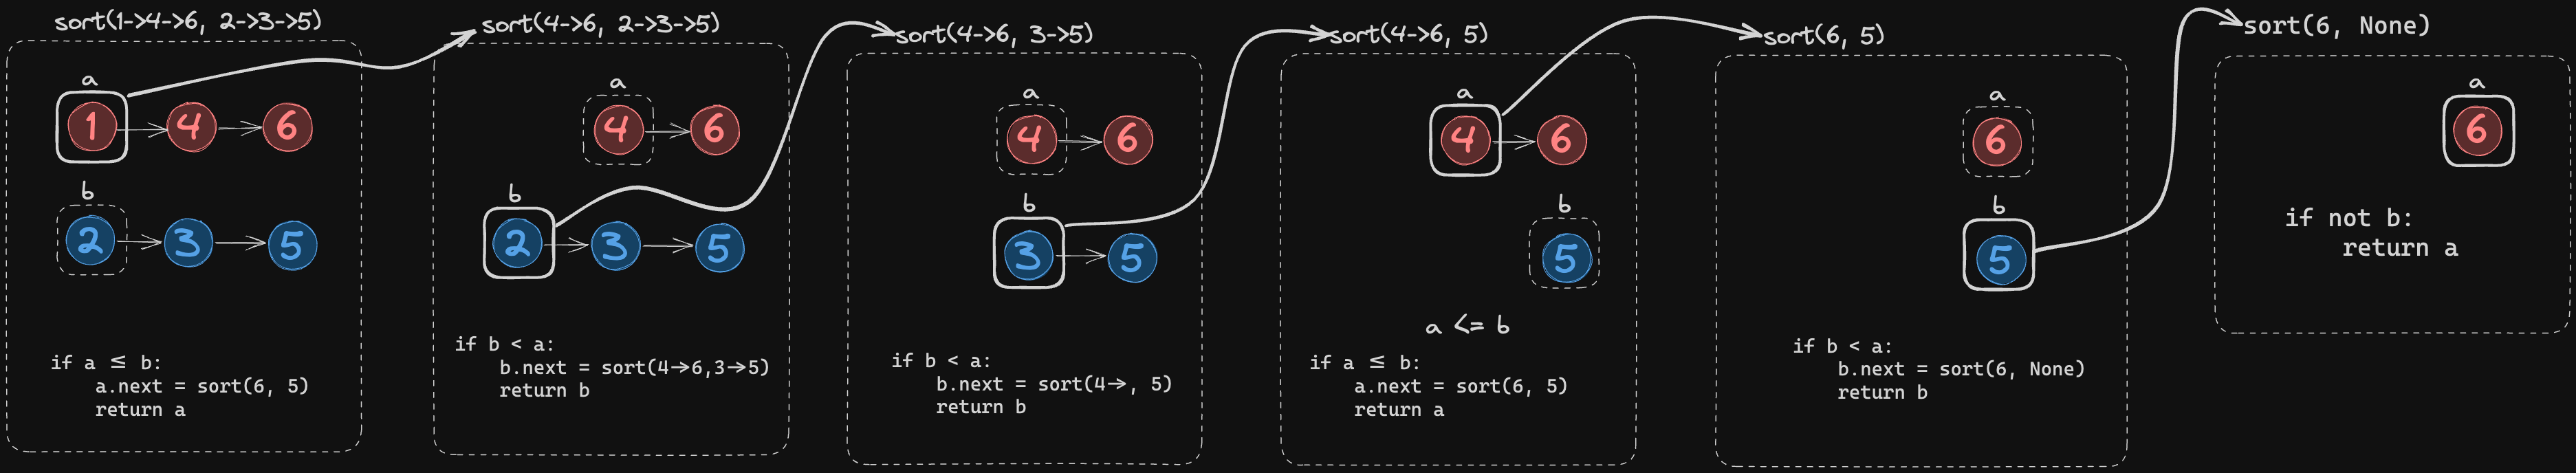 sort(1->4->6, 2->3->5)
a
1 4 6
b
2 3 5
if a ≤ b:
a.next = sort(6, 5)
return a
sort(4->6, 2->3->5)
a
4 6
b
2 3 5
if b < a:
b.next = sort(4->6,3->5)
return b
sort(4->6, 3->5)
a
4 6
b
3 5
if b < a:
b.next = sort(4->, 5)
return b
sort(4->6, 5)
a
4 6
b
5
a <= b
if a ≤ b:
a.next = sort(6, 5)
return a
sort(6, 5)
a
6
b
5
if b < a:
b.next = sort(6, None)
return b
sort(6, None)
a
6
if not b:
return a